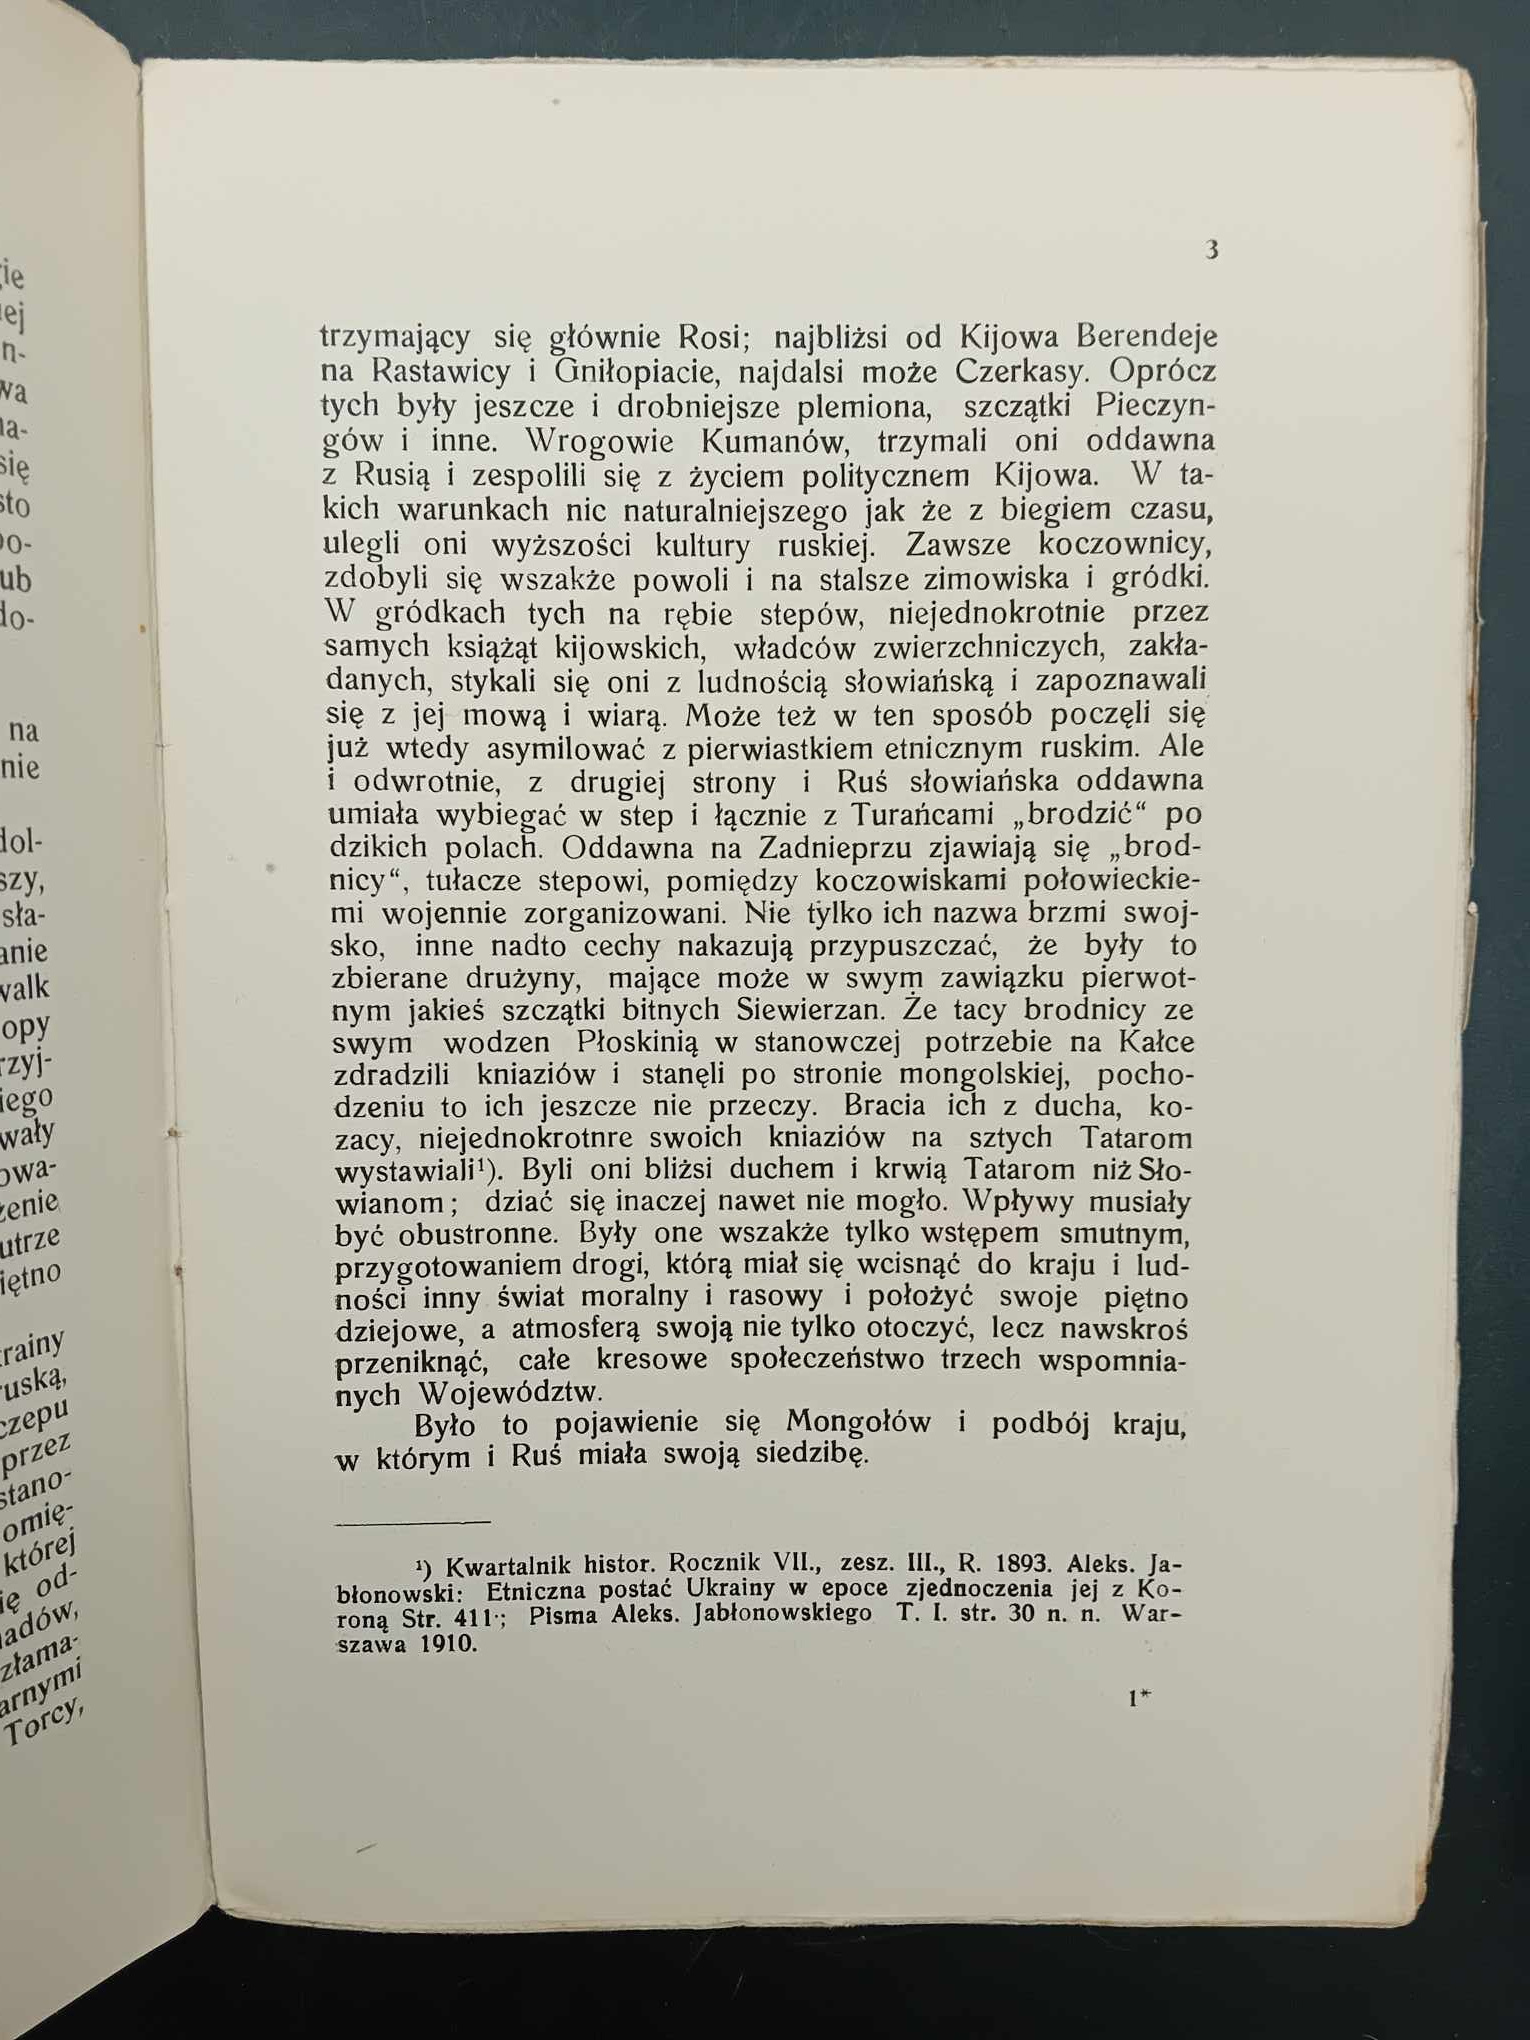 3
trzymający się głównie Rosi; najbliżsi od Kijowa Berendeje
na Rastawicy i Gniłopiacie, najdalsi może Czerkasy. Oprócz
tych były jeszcze i drobniejsze plemiona, szczątki Pieczyn-
gów i inne. Wrogowie Kumanów, trzymali oni oddawna
z Rusią i zespolili się z życiem politycznem Kijowa. W ta-
kich warunkach nic naturalniejszego jak że z biegiem czasu,
ulegli oni wyższości kultury ruskiej. Zawsze koczownicy,
zdobyli się wszakże powoli i na stalsze zimowiska i gródki.
W gródkach tych na rębie stepów, niejednokrotnie przez
samych książąt kijowskich, władców zwierzchniczych, zakła-
danych, stykali się oni z ludnością słowiańską i zapoznawali
się z jej mową i wiarą. Może też w ten sposób poczęli się
już wtedy asymilować z pierwiastkiem etnicznym ruskim. Ale
i odwrotnie, z drugiej strony i Ruś słowiańska oddawna
umiała wybiegać w step i łącznie z Turańcami „brodzić“ po
dzikich polach. Oddawna na Zadnieprzu zjawiają się „brod-
nicy“, tułacze stepowi, pomiędzy koczowiskami połowieckie-
mi wojennie zorganizowani. Nie tylko ich nazwa brzmi swoj-
sko, inne nadto cechy nakazują przypuszczać, że były to
zbierane drużyny, mające może w swym zawiązku pierwot-
nym jakieś szczątki bitnych Siewierzan. Że tacy brodnicy ze
swym wodzen Płoskinią w stanowczej potrzebie na Kałce
zdradzili kniaziów i stanęli po stronie mongolskiej, pocho-
dzeniu to ich jeszcze nie przeczy. Bracia ich z ducha, ko-
zacy, niejednokrotnre swoich kniaziów na sztych Tatarom
wystawiali¹). Byli oni bliżsi duchem i krwią Tatarom niż Sło-
wianom; dziać się inaczej nawet nie mogło. Wpływy musiały
być obustronne. Były one wszakże tylko wstępem smutnym,
przygotowaniem drogi, którą miał się wcisnąć do kraju i lud-
ności inny świat moralny i rasowy i położyć swoje piętno
dziejowe, a atmosferą swoją nie tylko otoczyć, lecz nawskroś
przeniknąć, całe kresowe społeczeństwo trzech wspomnia-
nych Województw.
Było to pojawienie się Mongołów i podbój kraju,
w którym i Ruś miała swoją siedzibę.
¹) Kwartalnik histor. Rocznik VII., zesz. III., R. 1893. Aleks. Ja-
błonowski: Etniczna postać Ukrainy w epoce zjednoczenia jej z Ko-
roną Str. 411; Pisma Aleks. Jabłonowskiego T. I. str. 30 n. n. War-
szawa 1910.
1*